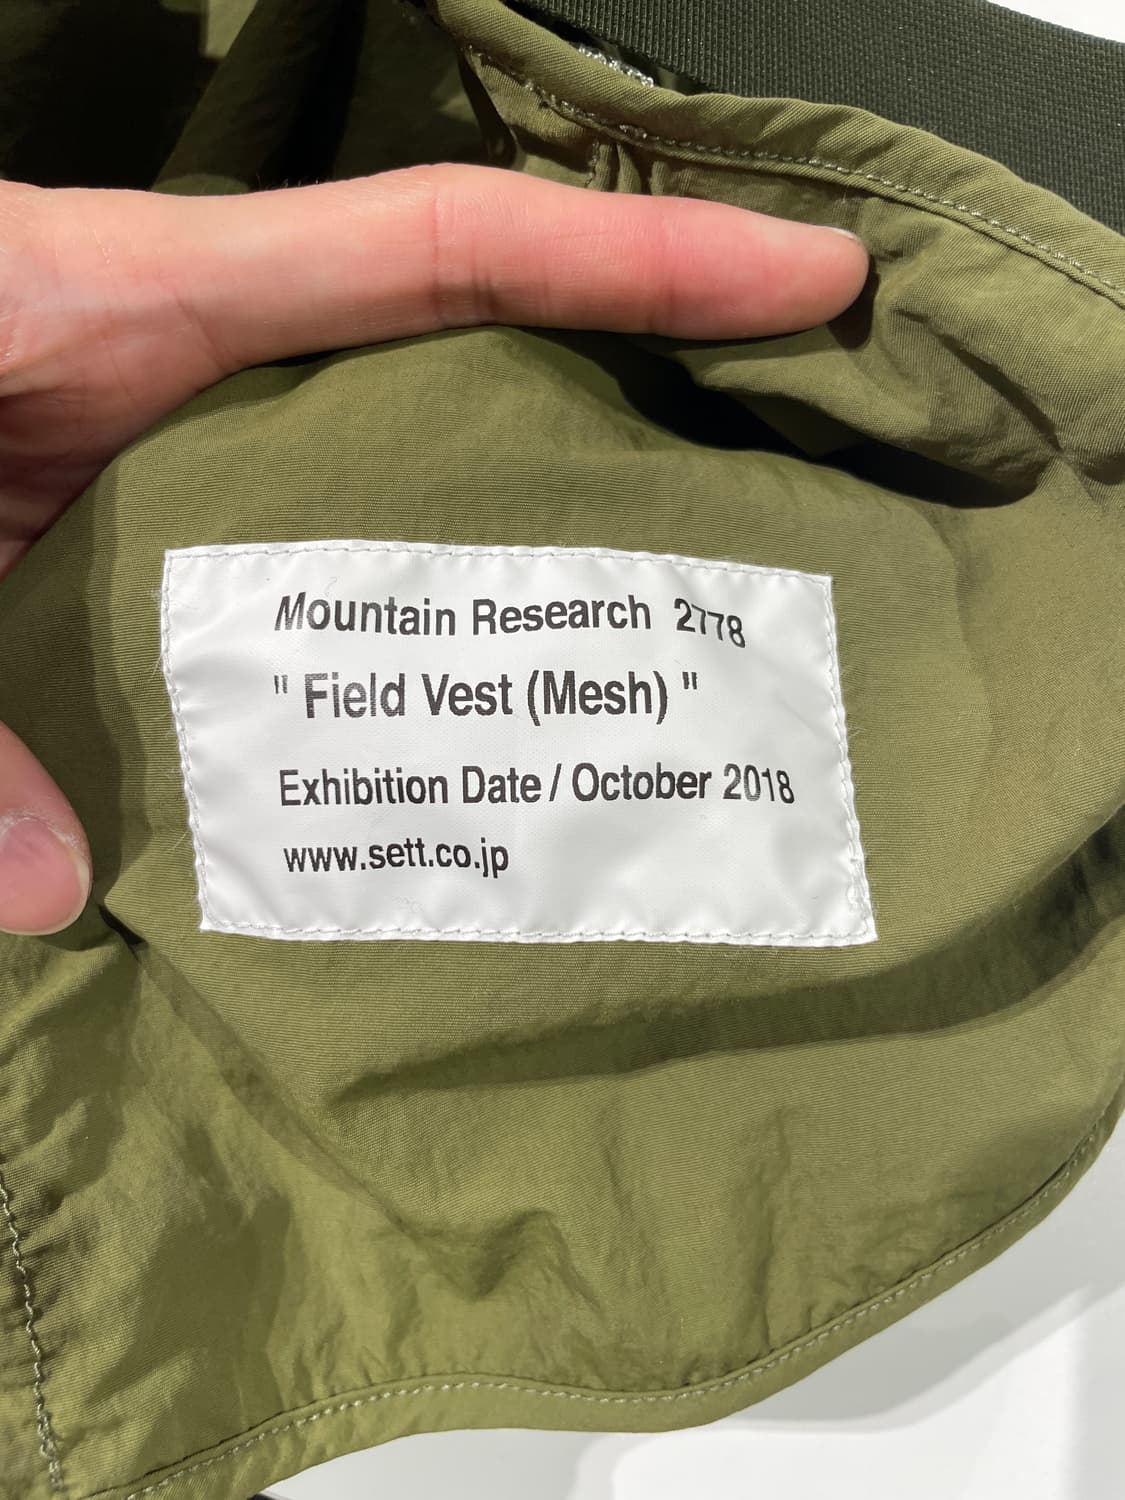 Mountain Research 2778
" Field Vest (Mesh) "
Exhibition Date / October 2018
www.sett.co.jp